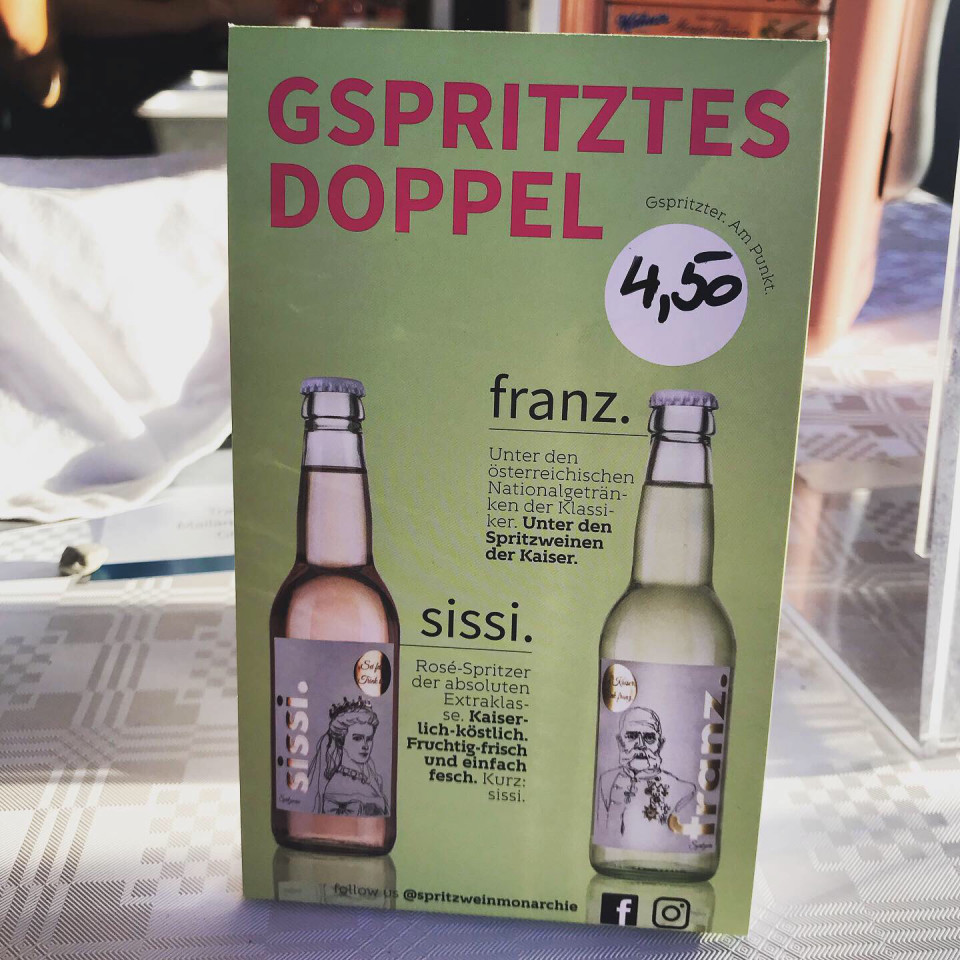 GSPRITZTES
DOPPEL
Gspritzter. Am Punkt.
4,50
franz.
Unter den
österreichischen
Nationalgeträn-
ken der Klassi-
ker. Unter den
Spritzweinen
der Kaiser.
sissi.
Rosé-Spritzer
der absoluten
Extraklas-
se. Kaiser-
lich-köstlich.
Fruchtig-frisch
und einfach
fesch. Kurz:
sissi.
sissi.
franz.
follow us @spritzweinmonarchie